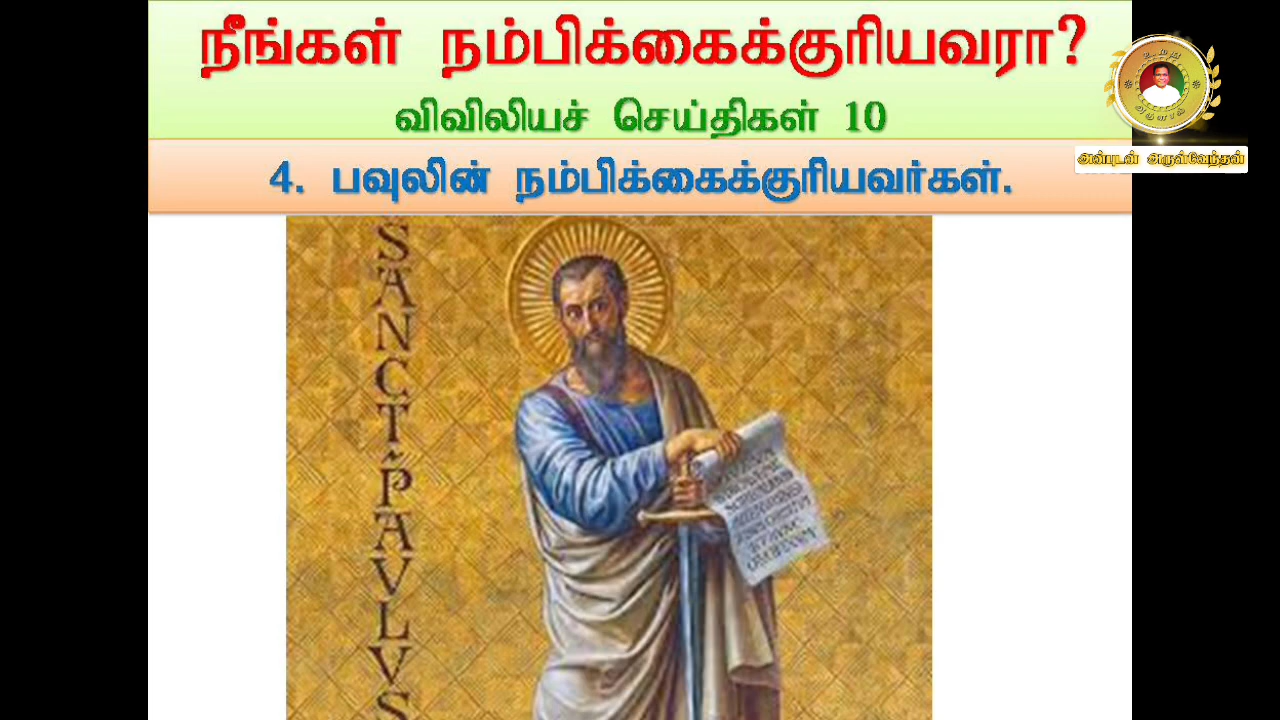 நீங்கள் நம்பிக்கைக்குரியவரா?
விவிலியச் செய்திகள் 10
அன்புடன் அருள்வேந்தன்
4. பவுலின் நம்பிக்கைக்குரியவர்கள்.
SANCT~PAVLVS